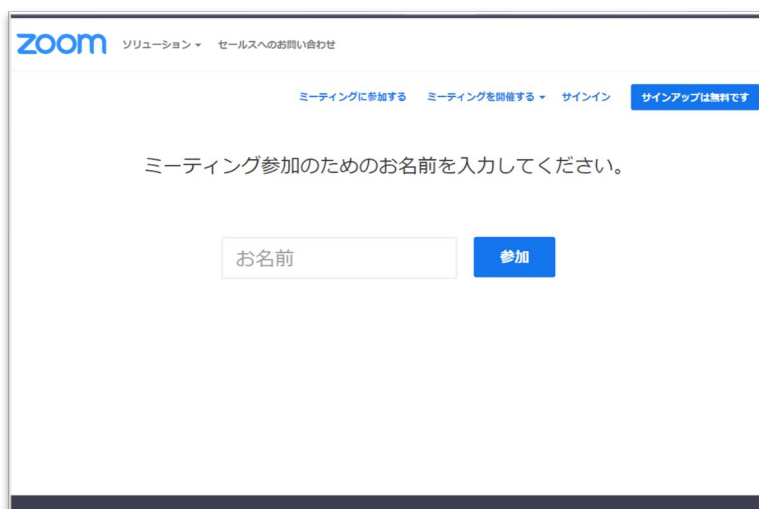 zoom ソリューション セールスへのお問い合わせ
ミーティングに参加する ミーティングを開催する サインイン サインアップは無料です
ミーティング参加のためのお名前を入力してください。
お名前 参加